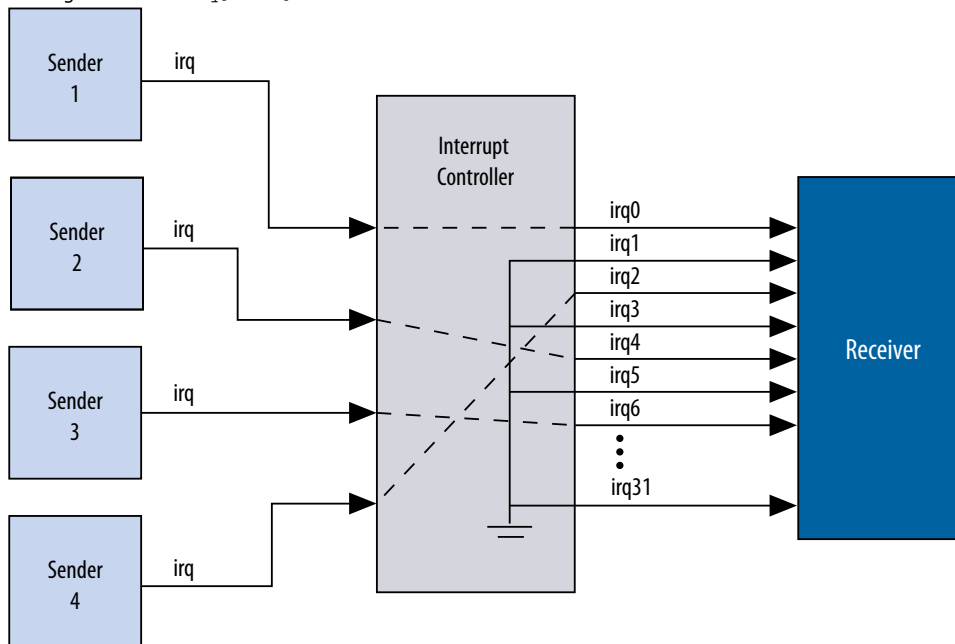 Sender
1
irq
Sender
2
irq
Sender
3
irq
Sender
4
irq
Interrupt
Controller
irq0
irq1
irq2
irq3
irq4
irq5
irq6
irq31
Receiver